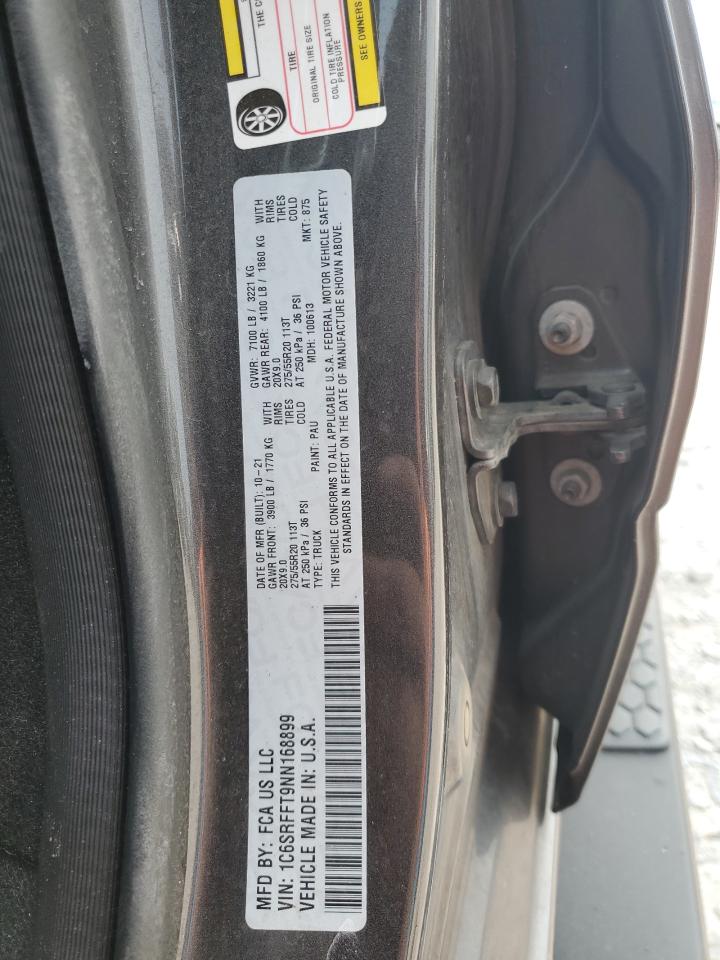 MFD BY: FCA US LLC
VIN: 1C6SRFFT9NN168899
VEHICLE MADE IN: U.S.A.
DATE OF MFR (BUILT): 10-21 GVWR: 7100 LB / 3221 KG
GAWR FRONT: 3900 LB / 1770 KG WITH GAWR REAR: 4100 LB / 1860 KG WITH
20X9.0 RIMS 20X9.0 RIMS
275/55R20 113T TIRES 275/55R20 113T TIRES
AT 250 kPa / 36 PSI COLD AT 250 kPa / 36 PSI COLD
TYPE: TRUCK PAINT: PAU MDH: 100613 MKT: 875
THIS VEHICLE CONFORMS TO ALL APPLICABLE U.S.A. FEDERAL MOTOR VEHICLE SAFETY
STANDARDS IN EFFECT ON THE DATE OF MANUFACTURE SHOWN ABOVE.
THE
TIRE
ORIGINAL TIRE SIZE
COLD TIRE INFLATION
PRESSURE
SEE OWNERS